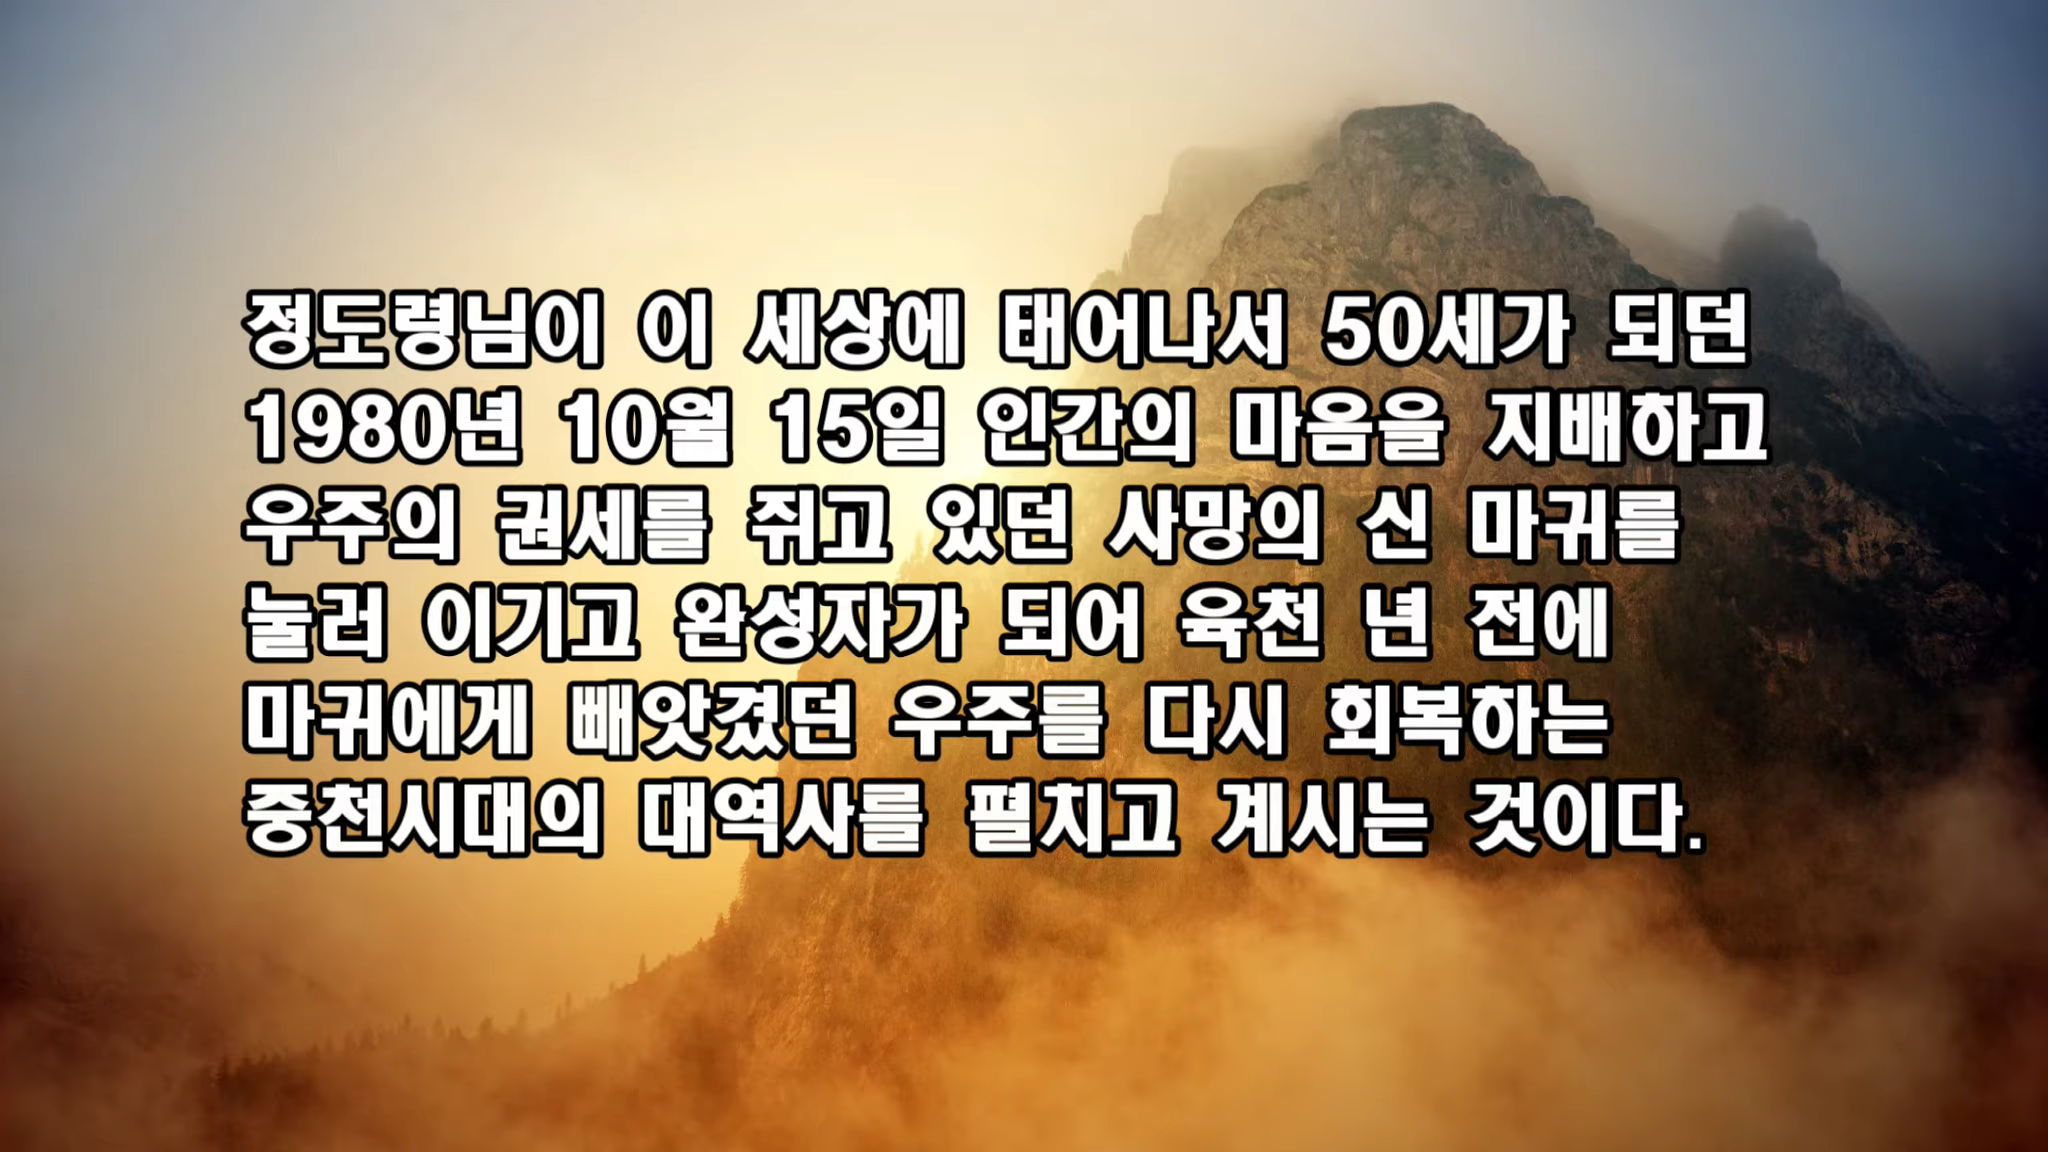 정도령님이 이 세상에 태어나서 50세가 되던
1980년 10월 15일 인간의 마음을 지배하고
우주의 권세를 쥐고 있던 사망의 신 마귀를
눌러 이기고 완성자가 되어 육천 년 전에
마귀에게 빼앗겼던 우주를 다시 회복하는
중천시대의 대역사를 펼치고 계시는 것이다.